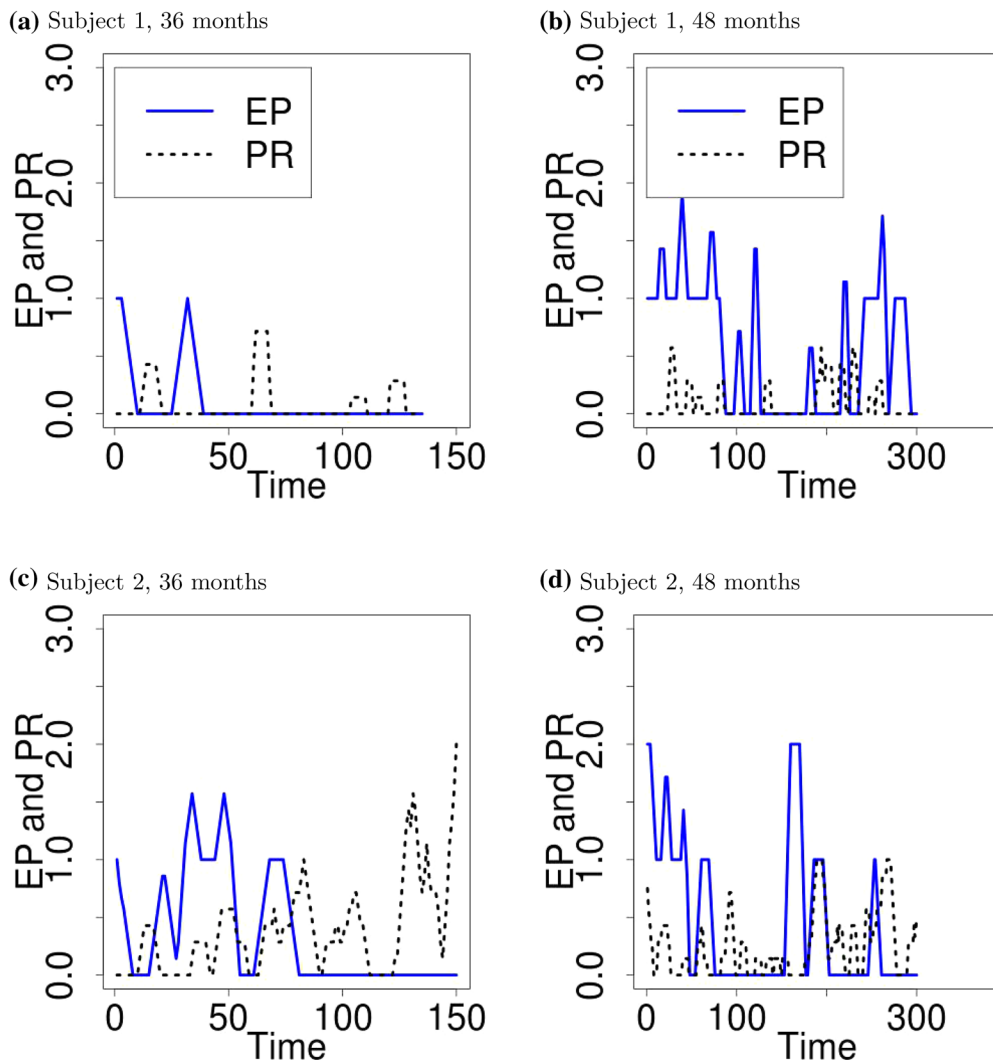 (a) Subject 1, 36 months
EP and PR
0.0 1.0 2.0 3.0
EP
PR
0 50 100 150
Time
(b) Subject 1, 48 months
EP and PR
0.0 1.0 2.0 3.0
EP
PR
0 100 300
Time
(c) Subject 2, 36 months
EP and PR
0.0 1.0 2.0 3.0
0 50 100 150
Time
(d) Subject 2, 48 months
EP and PR
0.0 1.0 2.0 3.0
0 100 300
Time